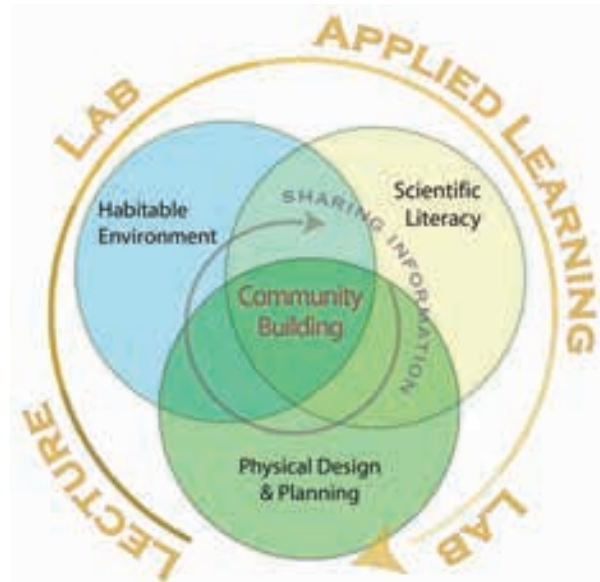 LECTURE
LAB
APPLIED LEARNING
LAB
Habitable
Environment
Scientific
Literacy
SHARING INFORMATION
Community
Building
Physical Design
& Planning